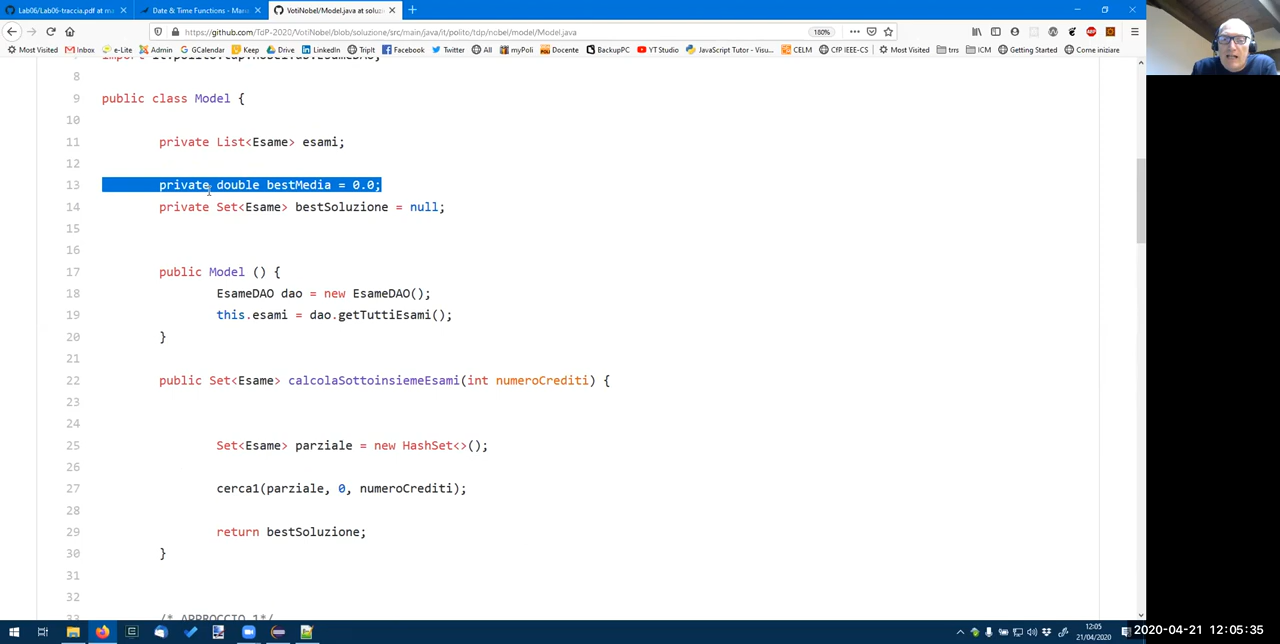 Lab06/Lab06-traccia.pdf at ma
Date & Time Functions - Mari
VotiNobel/Model.java at soluzio
https://github.com/TdP-2020/VotiNobel/blob/soluzione/src/main/java/it/polito/tdp/nobel/model/Model.java
180%
Most Visited Inbox e-Lite Admin GCalendar Keep Drive LinkedIn TripIt Facebook Twitter All myPoli Docente BackupPC YT Studio JavaScript Tutor - Visu... CELM CfP IEEE-CS Most Visited trrs ICM Getting Started Come iniziare
8
9 public class Model {
10
11 private List<Esame> esami;
12
13 private double bestMedia = 0.0;
14 private Set<Esame> bestSoluzione = null;
15
16
17 public Model () {
18 EsameDAO dao = new EsameDAO();
19 this.esami = dao.getTuttiEsami();
20 }
21
22 public Set<Esame> calcolaSottoinsiemeEsami(int numeroCrediti) {
23
24
25 Set<Esame> parziale = new HashSet<>();
26
27 cerca1(parziale, 0, numeroCrediti);
28
29 return bestSoluzione;
30 }
31
32
33 /* APPROCCIO 1*/
12:05
21/04/2020
2020-04-21 12:05:35